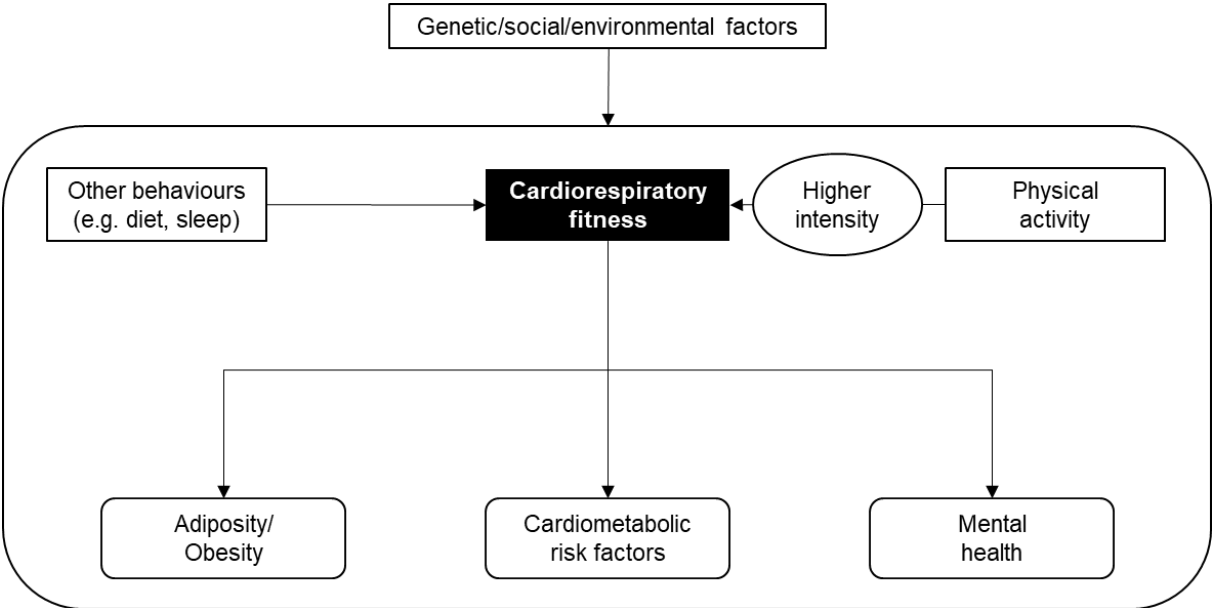 Genetic/social/environmental factors
Other behaviours
(e.g. diet, sleep)
Cardiorespiratory
fitness
Higher
intensity
Physical
activity
Adiposity/
Obesity
Cardiometabolic
risk factors
Mental
health